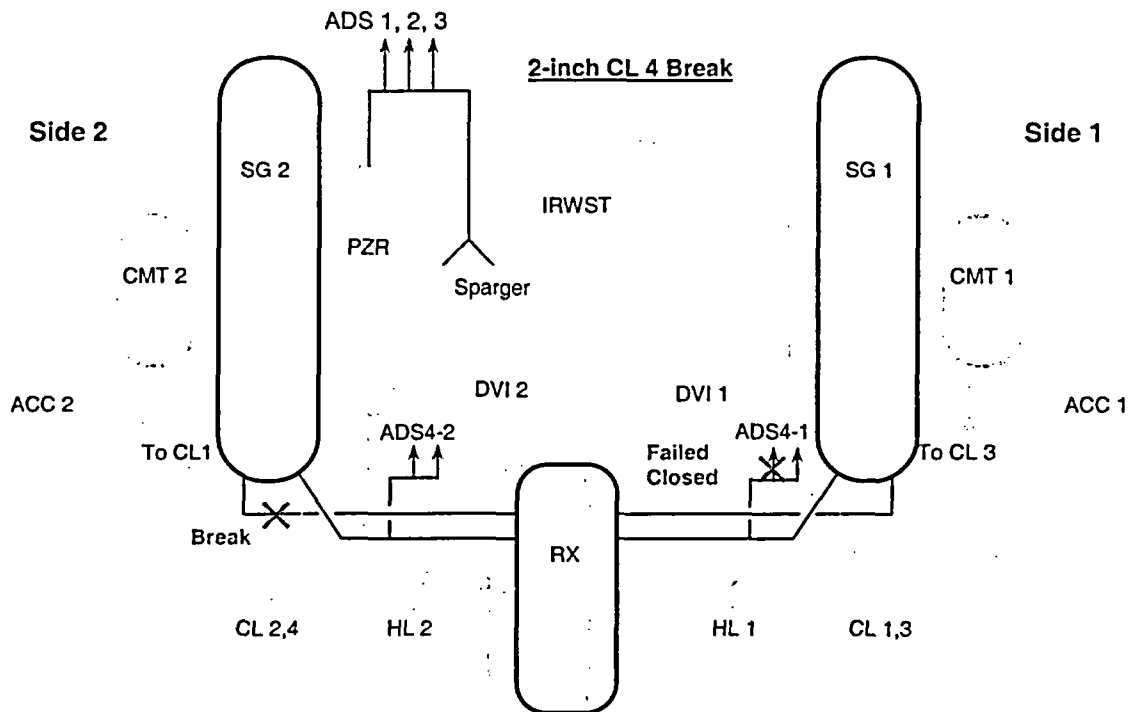 ADS 1, 2, 3
2-inch CL 4 Break
Side 2
Side 1
SG 2
SG 1
IRWST
PZR
CMT 2
CMT 1
Sparger
DVI 2
DVI 1
ACC 2
ACC 1
ADS4-2
ADS4-1
To CL1
Failed
Closed
To CL 3
Break
RX
CL 2,4
HL 2
HL 1
CL 1,3